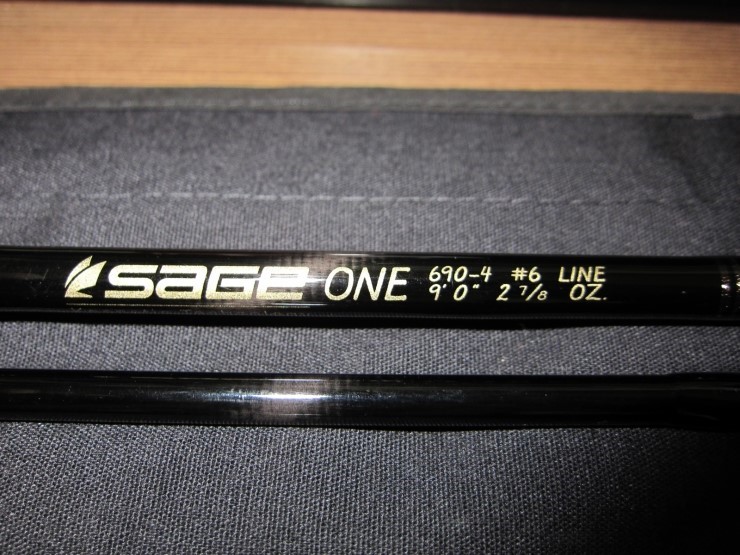 SAGE ONE 690-4 #6 LINE
9' 0" 2 7/8 OZ.